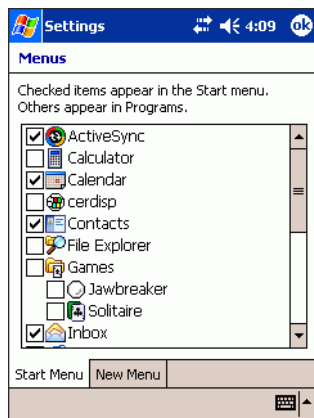 Settings 4:09 ok
Menus
Checked items appear in the Start menu.
Others appear in Programs.
ActiveSync
Calculator
Calendar
cerdisp
Contacts
File Explorer
Games
Jawbreaker
Solitaire
Inbox
Start Menu New Menu